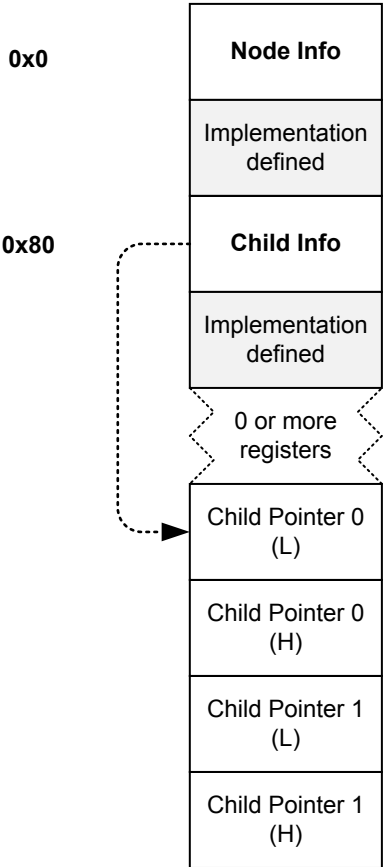 0x0
Node Info
Implementation
defined
0x80
Child Info
Implementation
defined
0 or more
registers
Child Pointer 0
(L)
Child Pointer 0
(H)
Child Pointer 1
(L)
Child Pointer 1
(H)